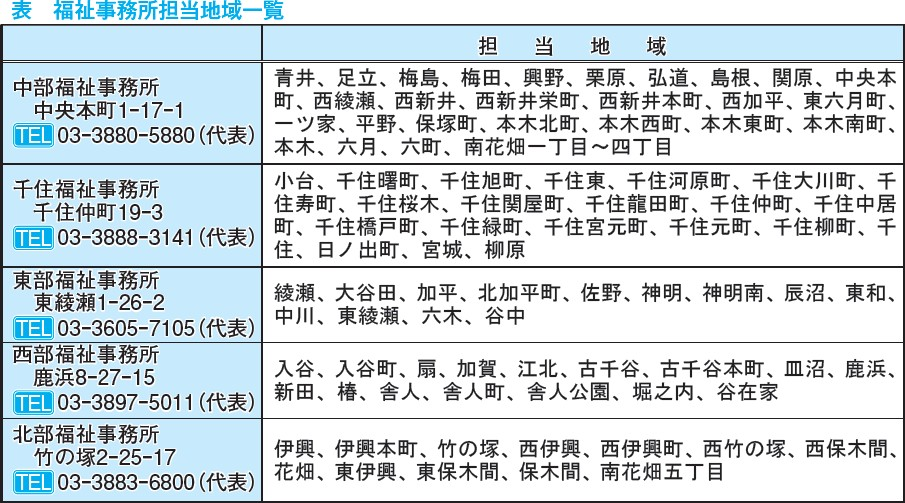 表　福祉事務所担当地域一覧
担　当　地　域
中部福祉事務所
中央本町1-17-1
TEL 03-3880-5880（代表）
青井、足立、梅島、梅田、興野、栗原、弘道、島根、関原、中央本
町、西綾瀬、西新井、西新井栄町、西新井本町、西加平、東六月町、
一ツ家、平野、保塚町、本木北町、本木西町、本木東町、本木南町、
本木、六月、六町、南花畑一丁目～四丁目
千住福祉事務所
千住仲町19-3
TEL 03-3888-3141（代表）
小台、千住曙町、千住旭町、千住東、千住河原町、千住大川町、千
住寿町、千住桜木、千住関屋町、千住龍田町、千住仲町、千住中居
町、千住橋戸町、千住緑町、千住宮元町、千住元町、千住柳町、千
住、日ノ出町、宮城、柳原
東部福祉事務所
東綾瀬1-26-2
TEL 03-3605-7105（代表）
綾瀬、大谷田、加平、北加平町、佐野、神明、神明南、辰沼、東和、
中川、東綾瀬、六木、谷中
西部福祉事務所
鹿浜8-27-15
TEL 03-3897-5011（代表）
入谷、入谷町、扇、加賀、江北、古千谷、古千谷本町、皿沼、鹿浜、
新田、椿、舎人、舎人町、舎人公園、堀之内、谷在家
北部福祉事務所
竹の塚2-25-17
TEL 03-3883-6800（代表）
伊興、伊興本町、竹の塚、西伊興、西伊興町、西竹の塚、西保木間、
花畑、東伊興、東保木間、保木間、南花畑五丁目